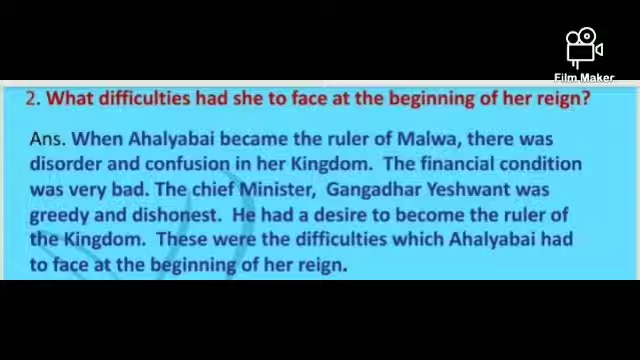 Film Maker
2. What difficulties had she to face at the beginning of her reign?
Ans. When Ahalyabai became the ruler of Malwa, there was
disorder and confusion in her Kingdom. The financial condition
was very bad. The chief Minister, Gangadhar Yeshwant was
greedy and dishonest. He had a desire to become the ruler of
the Kingdom. These were the difficulties which Ahalyabai had
to face at the beginning of her reign.